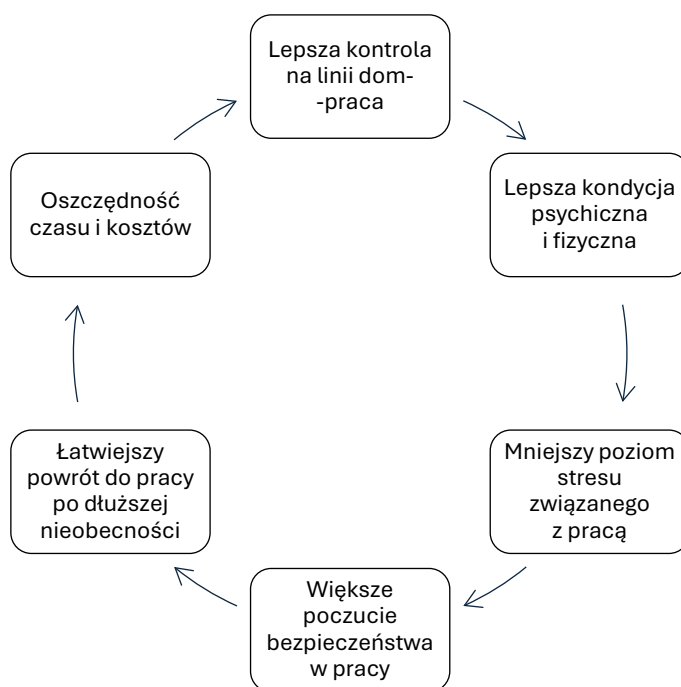 Lepsza kontrola
na linii dom-
-praca
Lepsza kondycja
psychiczna
i fizyczna
Mniejszy poziom
stresu
związanego
z pracą
Większe
poczucie
bezpieczeństwa
w pracy
Łatwiejszy
powrót do pracy
po dłuższej
nieobecności
Oszczędność
czasu i kosztów